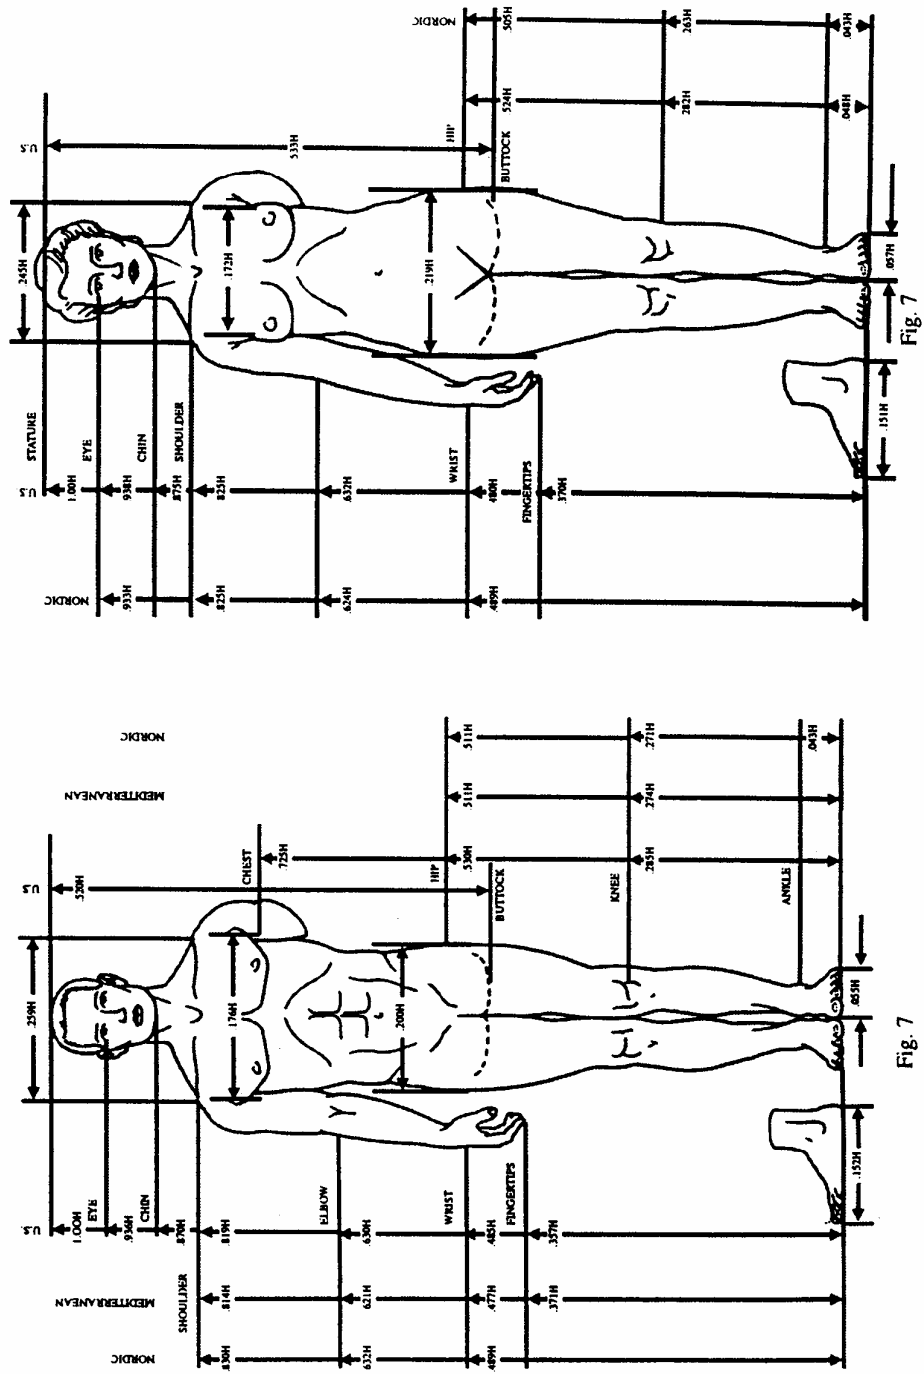 NORDIC
.505H
.263H
.043H
.524H
.282H
.048H
U.S
.533H
HIP
BUTTOCK
.245H
.172H
.219H
.057H
.151H
STATURE
EYE
CHIN
SHOULDER
WRIST
FINGERTIPS
U.S
1.00H
.938H
.875H
.825H
.632H
.480H
.370H
NORDIC
.933H
.825H
.624H
.489H
Fig. 7
NORDIC
.511H
.271H
.043H
MEDITERRANEAN
.511H
.274H
CHEST
.725H
HIP
.530H
KNEE
.285H
ANKLE
U.S
.520H
BUTTOCK
.259H
.176H
.200H
.055H
.152H
EYE
CHIN
ELBOW
WRIST
FINGERTIPS
U.S.
1.00H
.936H
.870H
.819H
.630H
.485H
.357H
SHOULDER
MEDITERRANEAN
.814H
.621H
.477H
.371H
NORDIC
.830H
.632H
.489H
Fig. 7